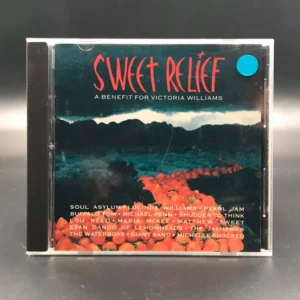 SWEET RELIEF
A BENEFIT FOR VICTORIA WILLIAMS
SOUL ASYLUM • LUCINDA WILLIAMS • PEARL JAM
BUFFALO TOM • MICHAEL PENN • SHUDDER TO THINK
LOU REED • MARIA MCKEE • MATTHEW SWEET
EVAN DANDO OF LEMONHEADS • THE JAYHAWKS
THE WATERBOYS • GIANT SAND • MICHELLE SHOCKED